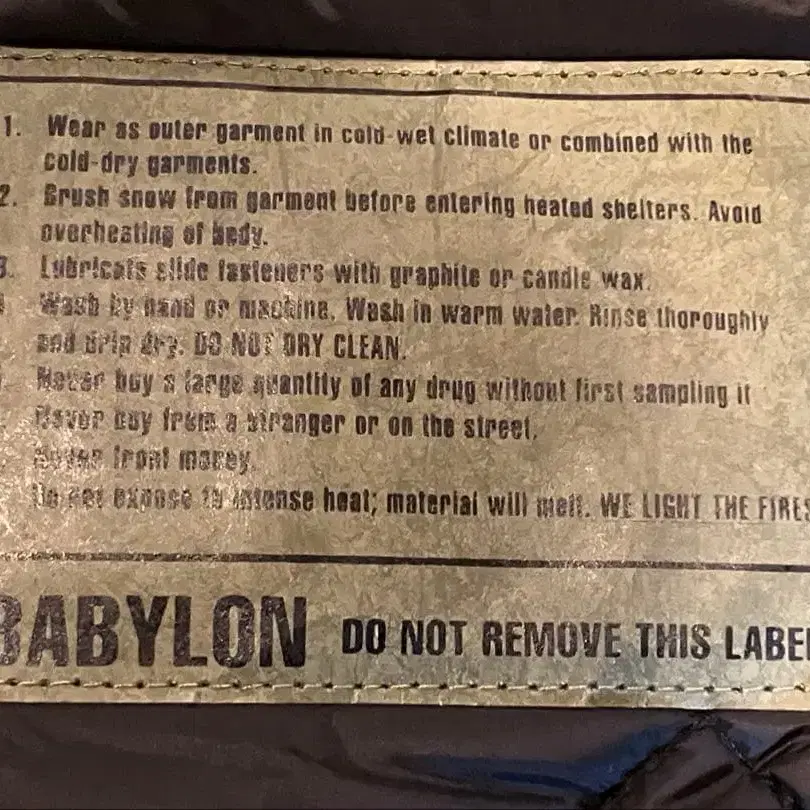 1. Wear as outer garment in cold-wet climate or combined with the
cold-dry garments.
2. Brush snow from garment before entering heated shelters. Avoid
overheating of body.
3. Lubricate slide fasteners with graphite or candle wax.
Wash by hand or machine. Wash in warm water. Rinse thoroughly
and drip dry. DO NOT DRY CLEAN.
Never buy a large quantity of any drug without first sampling it
Never buy from a stranger or on the street.
Never front money.
Do not expose to intense heat; material will melt. WE LIGHT THE FIRES
BABYLON DO NOT REMOVE THIS LABEL